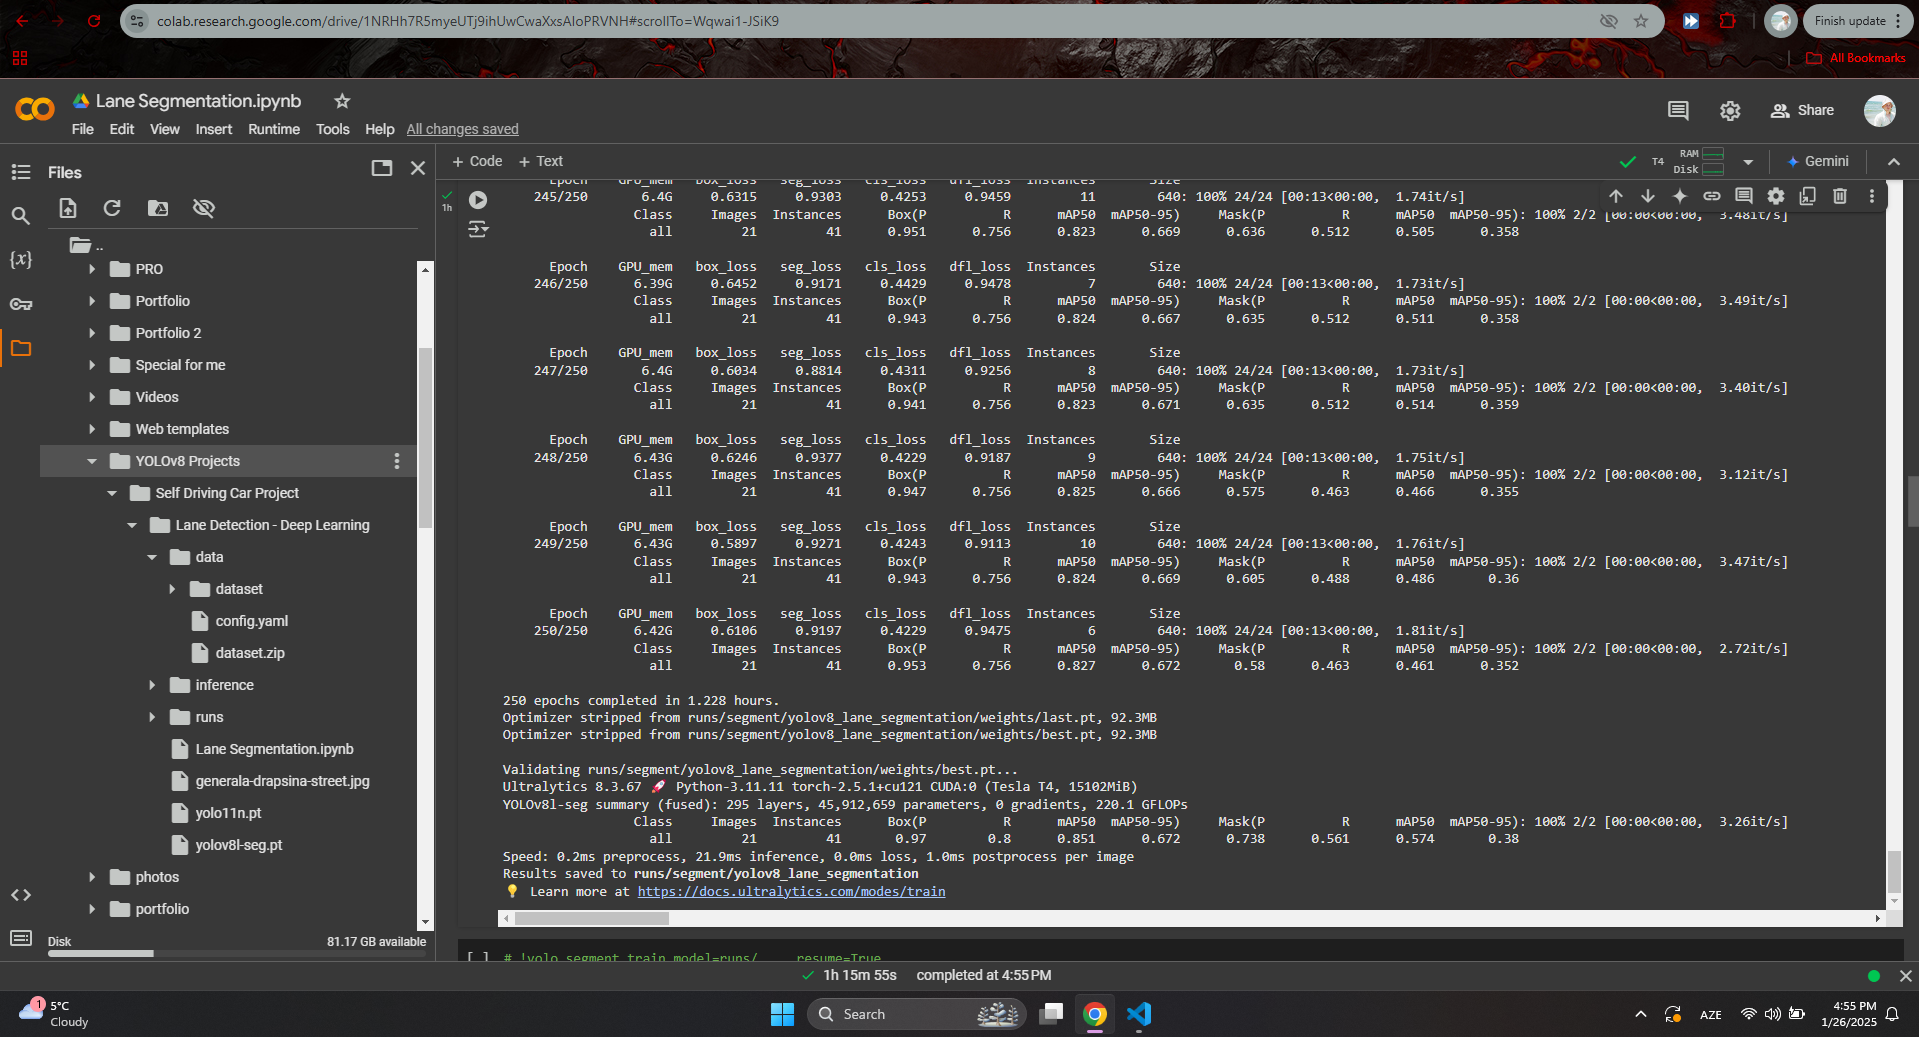 colab.research.google.com/drive/1NRHh7R5myeUTj9ihUwCwaXxsAIoPRVNH#scrollTo=Wqwai1-JSiK9
Finish update
All Bookmarks
Lane Segmentation.ipynb
File Edit View Insert Runtime Tools Help All changes saved
Share
Files
+ Code + Text
T4 RAM Disk
Gemini
..
PRO
Portfolio
Portfolio 2
Special for me
Videos
Web templates
YOLOv8 Projects
Self Driving Car Project
Lane Detection - Deep Learning
data
dataset
config.yaml
dataset.zip
inference
runs
Lane Segmentation.ipynb
generala-drapsina-street.jpg
yolo11n.pt
yolov8l-seg.pt
photos
portfolio
Disk 81.17 GB available
{x}
1h
Epoch GPU_mem box_loss seg_loss cls_loss dfl_loss Instances Size
245/250 6.4G 0.6315 0.9303 0.4253 0.9459 11 640: 100% 24/24 [00:13<00:00, 1.74it/s]
Class Images Instances Box(P R mAP50 mAP50-95) Mask(P R mAP50 mAP50-95): 100% 2/2 [00:00<00:00, 3.48it/s]
all 21 41 0.951 0.756 0.823 0.669 0.636 0.512 0.505 0.358
Epoch GPU_mem box_loss seg_loss cls_loss dfl_loss Instances Size
246/250 6.39G 0.6452 0.9171 0.4429 0.9478 7 640: 100% 24/24 [00:13<00:00, 1.73it/s]
Class Images Instances Box(P R mAP50 mAP50-95) Mask(P R mAP50 mAP50-95): 100% 2/2 [00:00<00:00, 3.49it/s]
all 21 41 0.943 0.756 0.824 0.667 0.635 0.512 0.511 0.358
Epoch GPU_mem box_loss seg_loss cls_loss dfl_loss Instances Size
247/250 6.4G 0.6034 0.8814 0.4311 0.9256 8 640: 100% 24/24 [00:13<00:00, 1.73it/s]
Class Images Instances Box(P R mAP50 mAP50-95) Mask(P R mAP50 mAP50-95): 100% 2/2 [00:00<00:00, 3.40it/s]
all 21 41 0.941 0.756 0.823 0.671 0.635 0.512 0.514 0.359
Epoch GPU_mem box_loss seg_loss cls_loss dfl_loss Instances Size
248/250 6.43G 0.6246 0.9377 0.4229 0.9187 9 640: 100% 24/24 [00:13<00:00, 1.75it/s]
Class Images Instances Box(P R mAP50 mAP50-95) Mask(P R mAP50 mAP50-95): 100% 2/2 [00:00<00:00, 3.12it/s]
all 21 41 0.947 0.756 0.825 0.666 0.575 0.463 0.466 0.355
Epoch GPU_mem box_loss seg_loss cls_loss dfl_loss Instances Size
249/250 6.43G 0.5897 0.9271 0.4243 0.9113 10 640: 100% 24/24 [00:13<00:00, 1.76it/s]
Class Images Instances Box(P R mAP50 mAP50-95) Mask(P R mAP50 mAP50-95): 100% 2/2 [00:00<00:00, 3.47it/s]
all 21 41 0.943 0.756 0.824 0.669 0.605 0.488 0.486 0.36
Epoch GPU_mem box_loss seg_loss cls_loss dfl_loss Instances Size
250/250 6.42G 0.6106 0.9197 0.4229 0.9475 6 640: 100% 24/24 [00:13<00:00, 1.81it/s]
Class Images Instances Box(P R mAP50 mAP50-95) Mask(P R mAP50 mAP50-95): 100% 2/2 [00:00<00:00, 2.72it/s]
all 21 41 0.953 0.756 0.827 0.672 0.58 0.463 0.461 0.352
250 epochs completed in 1.228 hours.
Optimizer stripped from runs/segment/yolov8_lane_segmentation/weights/last.pt, 92.3MB
Optimizer stripped from runs/segment/yolov8_lane_segmentation/weights/best.pt, 92.3MB
Validating runs/segment/yolov8_lane_segmentation/weights/best.pt...
Ultralytics 8.3.67 🚀 Python-3.11.11 torch-2.5.1+cu121 CUDA:0 (Tesla T4, 15102MiB)
YOLOv8l-seg summary (fused): 295 layers, 45,912,659 parameters, 0 gradients, 220.1 GFLOPs
Class Images Instances Box(P R mAP50 mAP50-95) Mask(P R mAP50 mAP50-95): 100% 2/2 [00:00<00:00, 3.26it/s]
all 21 41 0.97 0.8 0.851 0.672 0.738 0.561 0.574 0.38
Speed: 0.2ms preprocess, 21.9ms inference, 0.0ms loss, 1.0ms postprocess per image
Results saved to runs/segment/yolov8_lane_segmentation
💡 Learn more at https://docs.ultralytics.com/modes/train
[ ] # !yolo segment train model=runs/ resume=True
1h 15m 55s completed at 4:55 PM
1
5°C
Cloudy
Search
AZE
4:55 PM
1/26/2025